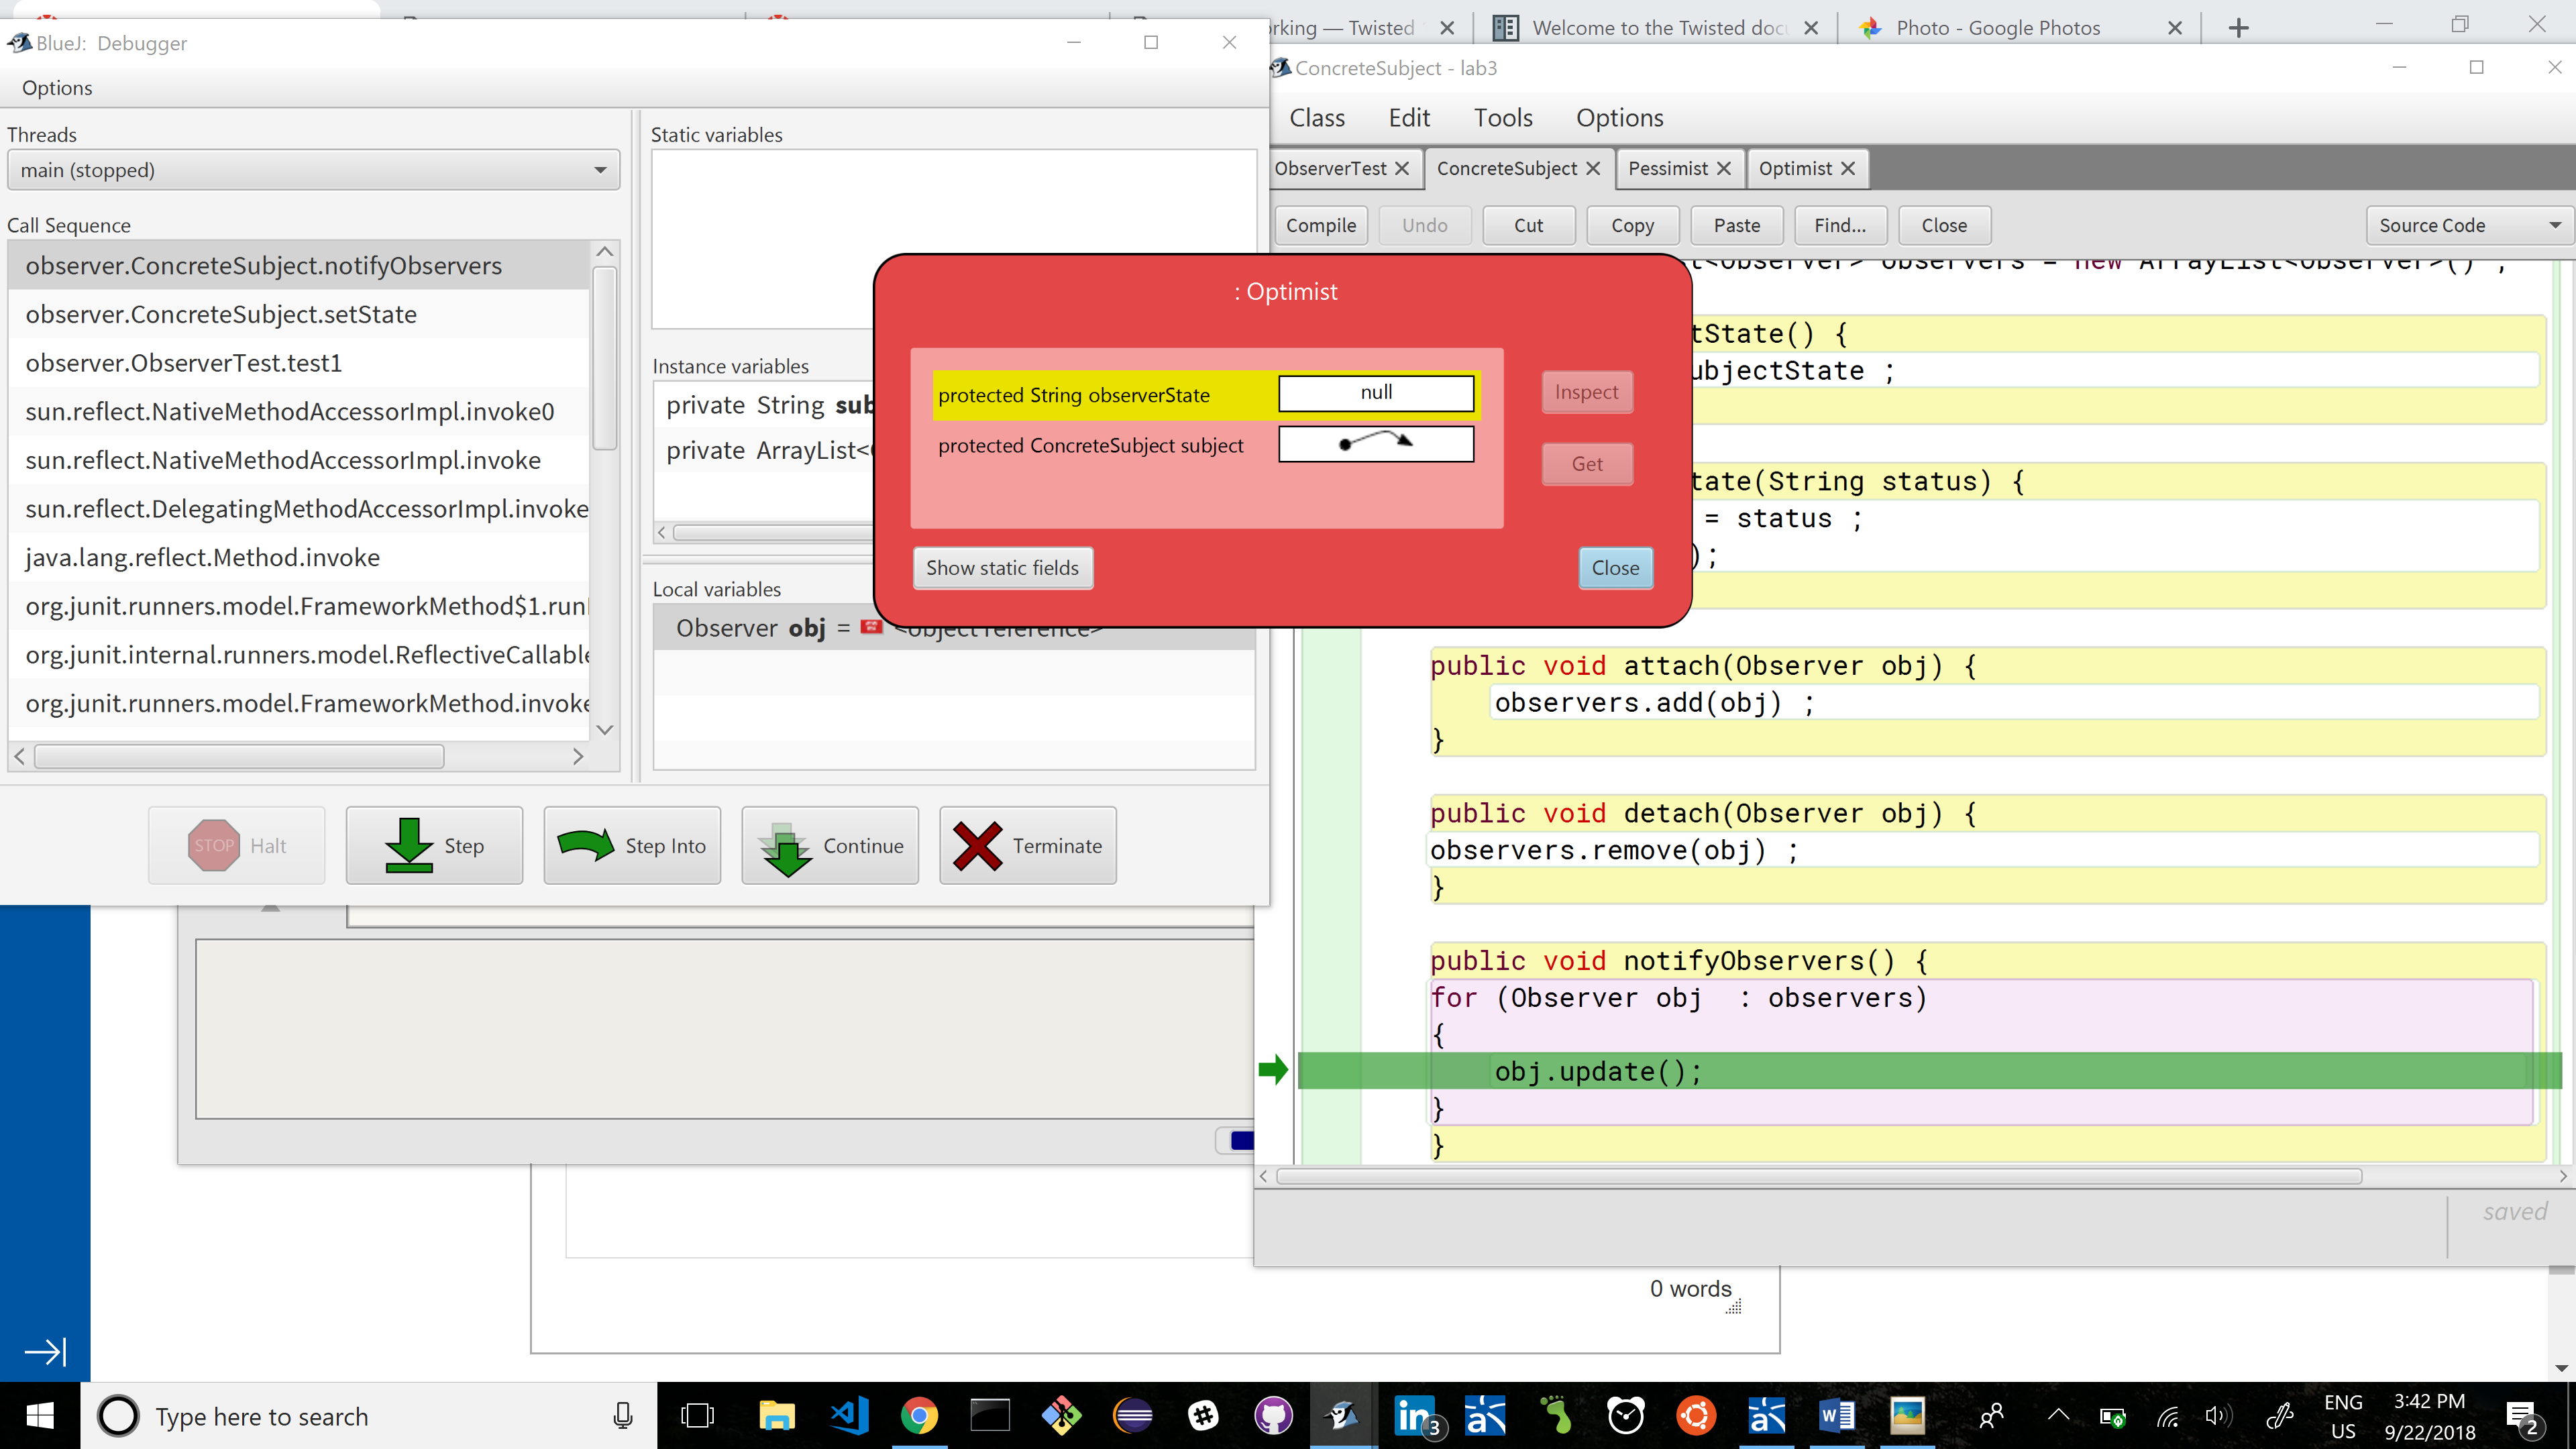 rking — Twisted
Welcome to the Twisted doc
Photo - Google Photos
BlueJ: Debugger
Options
Threads
main (stopped)
Call Sequence
observer.ConcreteSubject.notifyObservers
observer.ConcreteSubject.setState
observer.ObserverTest.test1
sun.reflect.NativeMethodAccessorImpl.invoke0
sun.reflect.NativeMethodAccessorImpl.invoke
sun.reflect.DelegatingMethodAccessorImpl.invoke
java.lang.reflect.Method.invoke
org.junit.runners.model.FrameworkMethod$1.run
org.junit.internal.runners.model.ReflectiveCallable
org.junit.runners.model.FrameworkMethod.invoke
Static variables
Instance variables
private String sub
private ArrayList<
Local variables
Observer obj = <object reference>
STOP Halt
Step
Step Into
Continue
Terminate
: Optimist
protected String observerState
null
protected ConcreteSubject subject
Inspect
Get
Show static fields
Close
ConcreteSubject - lab3
Class Edit Tools Options
ObserverTest ConcreteSubject Pessimist Optimist
Compile Undo Cut Copy Paste Find... Close
Source Code
t<Observer> observers = new ArrayList<Observer>() ;
tState() {
ubjectState ;
tate(String status) {
= status ;
);
public void attach(Observer obj) {
observers.add(obj) ;
}
public void detach(Observer obj) {
observers.remove(obj) ;
}
public void notifyObservers() {
for (Observer obj : observers)
{
obj.update();
}
}
saved
0 words
Type here to search
3
ENG
US
3:42 PM
9/22/2018
2